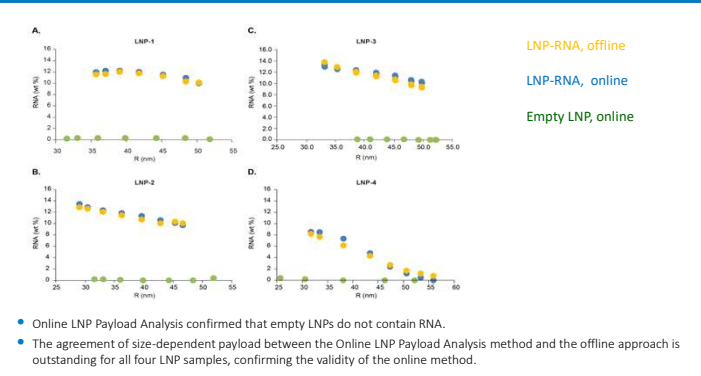 A.
LNP-1
RNA (wt %)
16
14
12
10
8
6
4
2
0
30 35 40 45 50 55
R (nm)
C.
LNP-3
RNA (wt %)
16.0
14.0
12.0
10.0
8.0
6.0
4.0
2.0
0.0
25.0 30.0 35.0 40.0 45.0 50.0 55.0
R (nm)
LNP-RNA, offline
LNP-RNA, online
Empty LNP, online
B.
LNP-2
RNA (wt %)
16
14
12
10
8
6
4
2
0
25 30 35 40 45 50 55
R (nm)
D.
LNP-4
RNA (wt %)
16
14
12
10
8
6
4
2
0
25 30 35 40 45 50 55 60
R (nm)
• Online LNP Payload Analysis confirmed that empty LNPs do not contain RNA.
• The agreement of size-dependent payload between the Online LNP Payload Analysis method and the offline approach is
outstanding for all four LNP samples, confirming the validity of the online method.